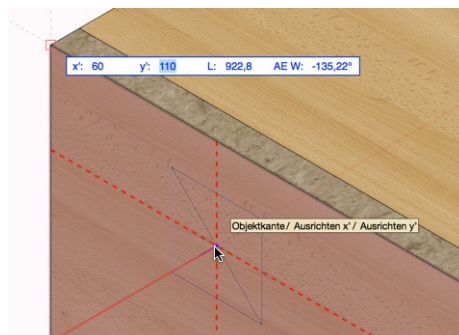 x': 60 y': 110 L: 922,8 AE W: -135,22°
Objektkante / Ausrichten x' / Ausrichten y'